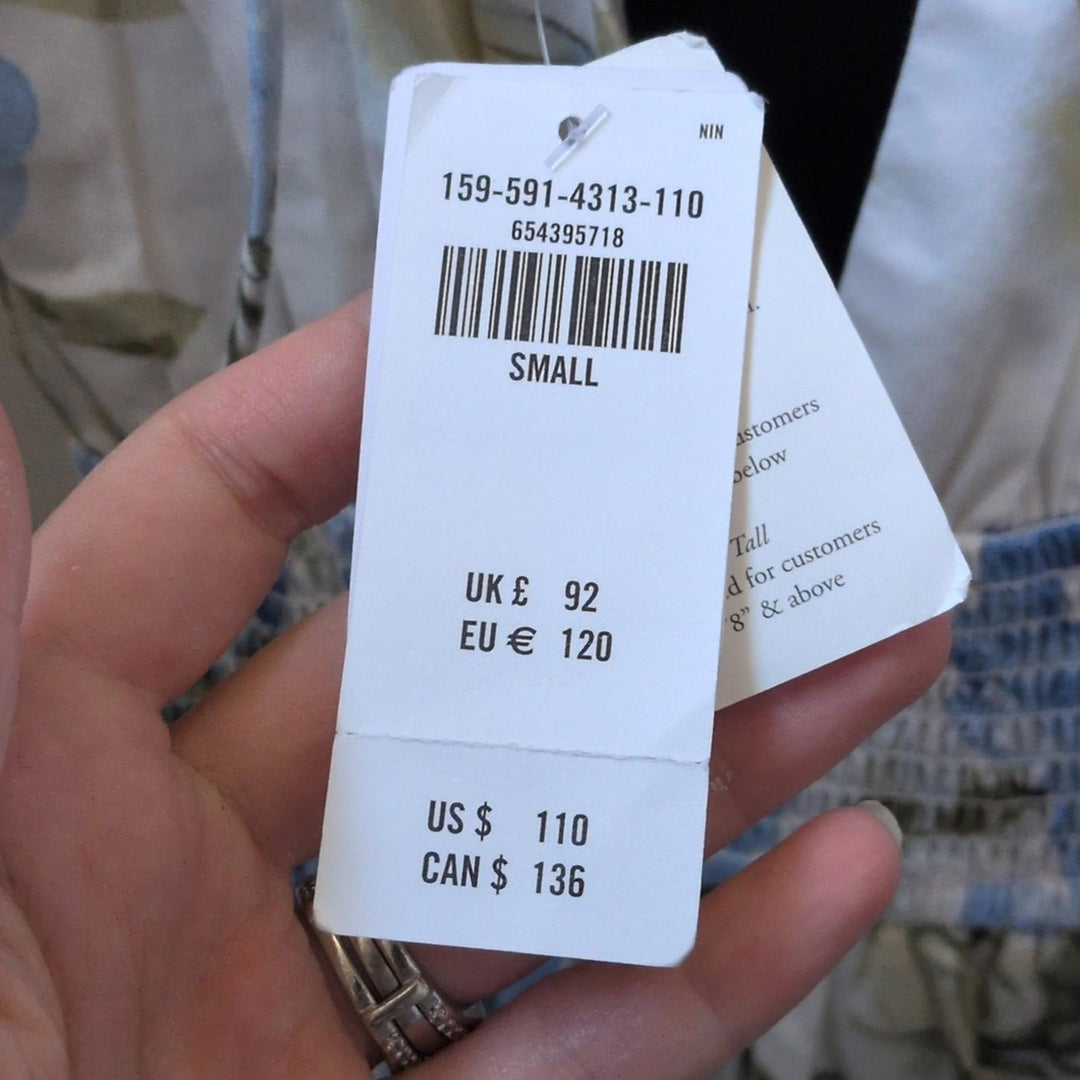 NIN
159-591-4313-110
654395718
SMALL
UK £ 92
EU € 120
US $ 110
CAN $ 136
below
Tall
for customers
8” & above